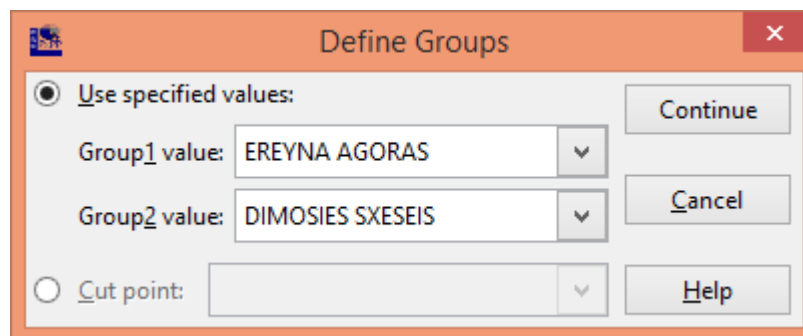 Define Groups
Use specified values:
Continue
Group1 value: EREYNA AGORAS
Group2 value: DIMOSIES SXESEIS
Cancel
Cut point:
Help